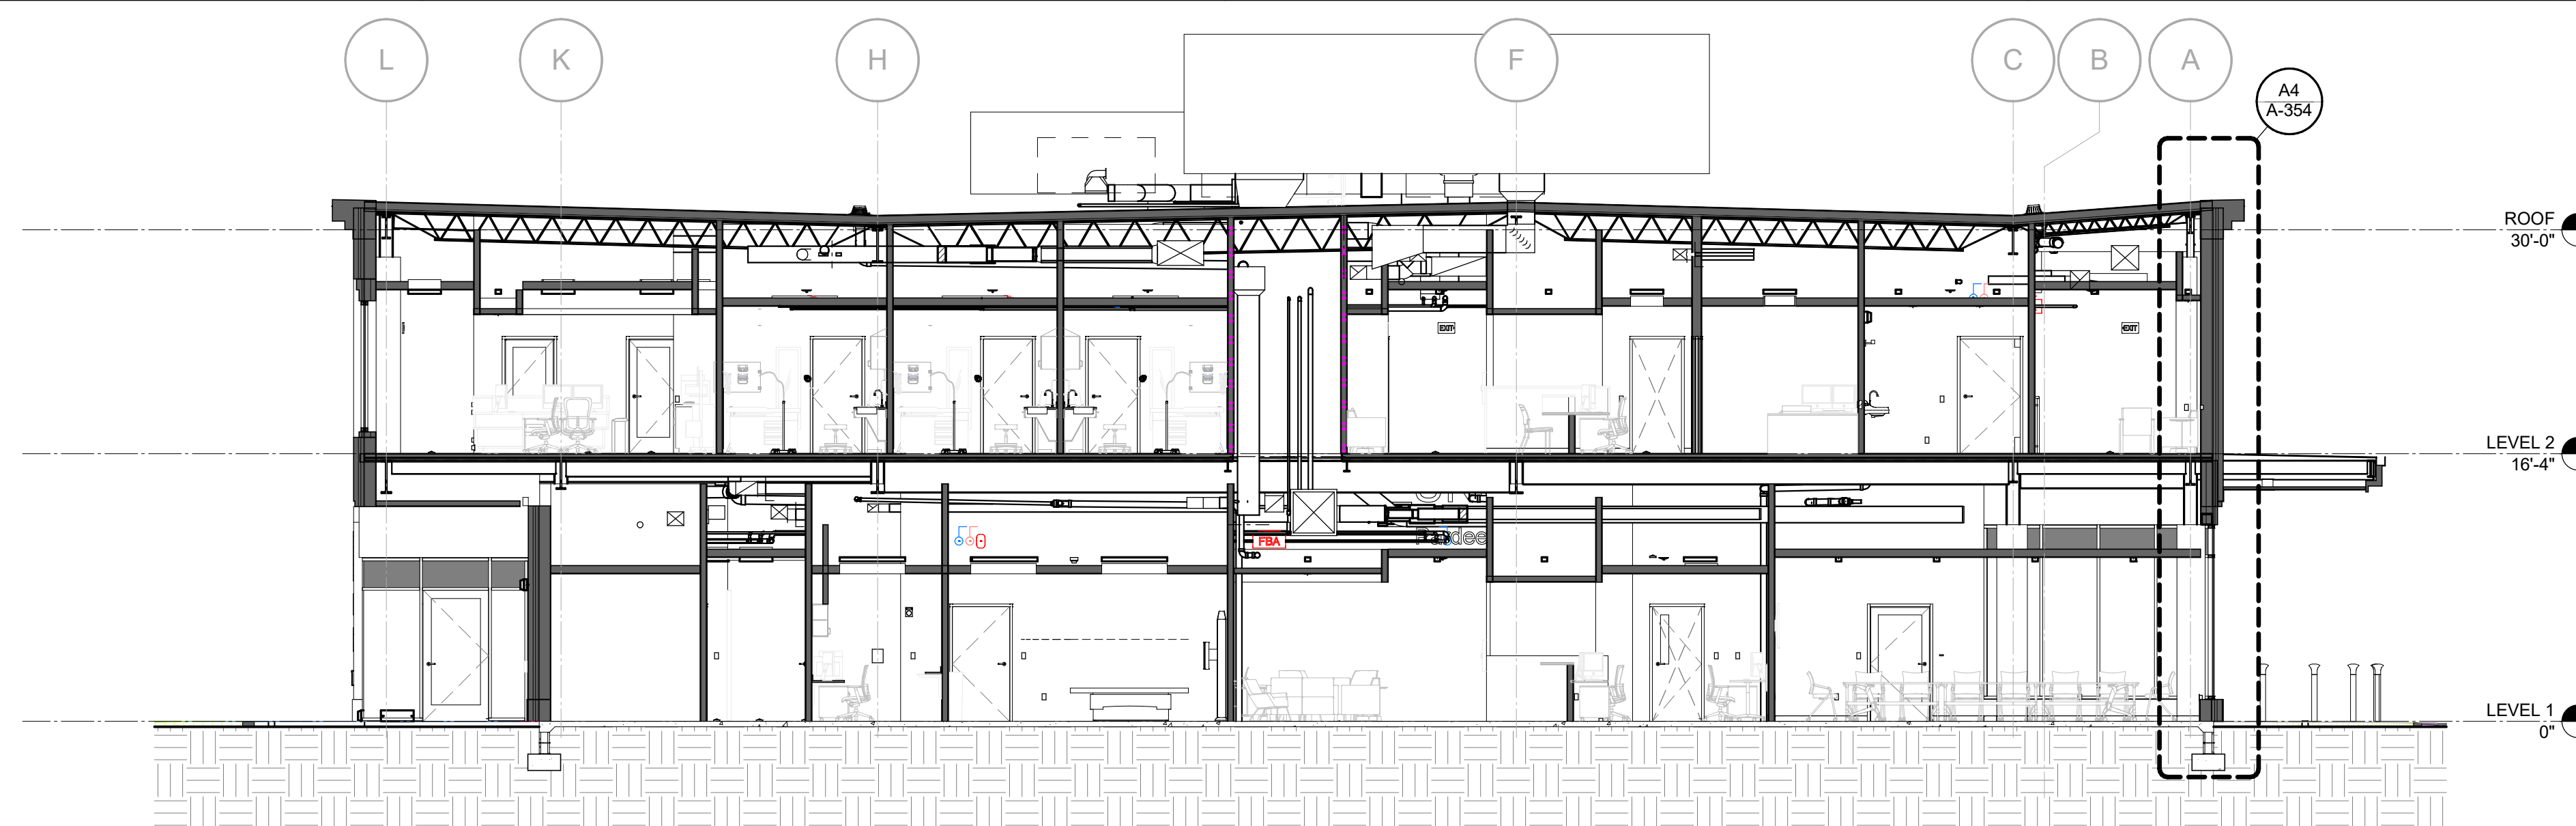 L
K
H
F
C
B
A
A4
A-354
ROOF
30'-0"
EXIT
EXIT
LEVEL 2
16'-4"
FBA
LEVEL 1
0"